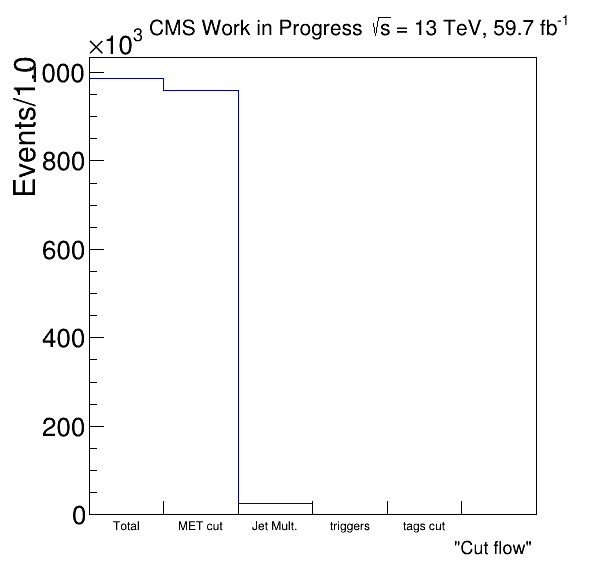 ×10³ CMS Work in Progress √s = 13 TeV, 59.7 fb⁻¹
Events/1.0
1000
800
600
400
200
0
Total MET cut Jet Mult. triggers tags cut
"Cut flow"